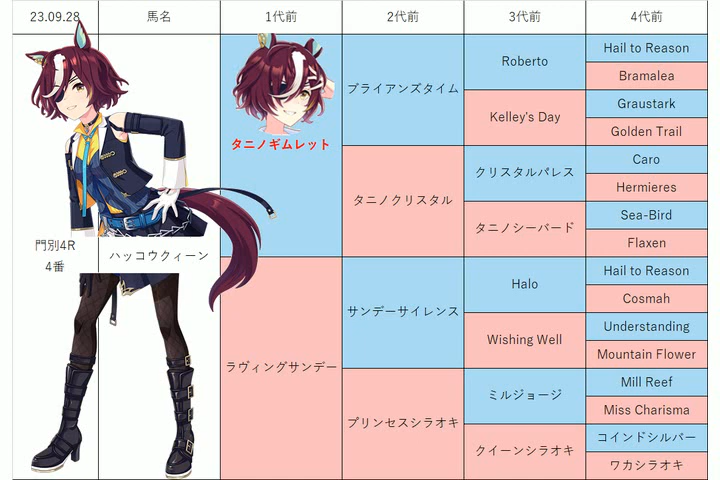 23.09.28 馬名 1代前 2代前 3代前 4代前
門別4R
4番
ハッコウクィーン
タニノギムレット
ラヴィングサンデー
ブライアンズタイム
タニノクリスタル
サンデーサイレンス
プリンセスシラオキ
Roberto
Kelley's Day
クリスタルパレス
タニノシーバード
Halo
Wishing Well
ミルジョージ
クイーンシラオキ
Hail to Reason
Bramalea
Graustark
Golden Trail
Caro
Hermieres
Sea-Bird
Flaxen
Hail to Reason
Cosmah
Understanding
Mountain Flower
Mill Reef
Miss Charisma
コインドシルバー
ワカシラオキ